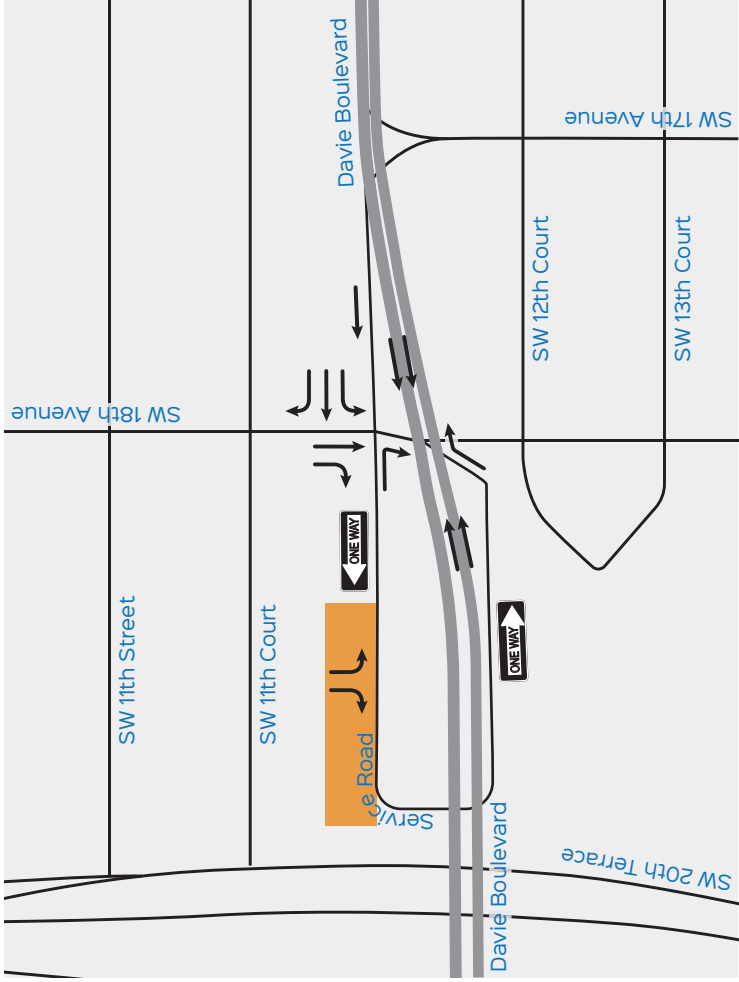 Davie Boulevard
SW 17th Avenue
SW 12th Court
SW 13th Court
SW 18th Avenue
ONE WAY
ONE WAY
SW 11th Street
SW 11th Court
Service Road
Davie Boulevard
SW 20th Terrace